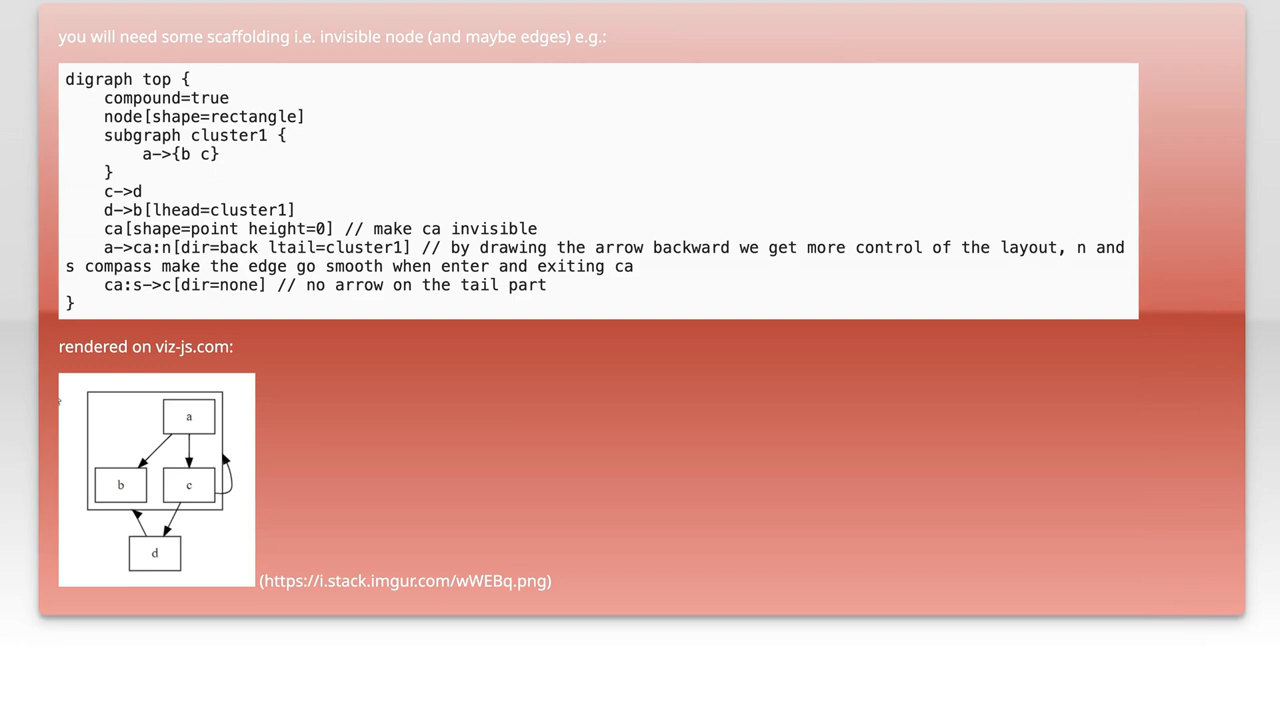 you will need some scaffolding i.e. invisible node (and maybe edges) e.g.:
digraph top {
    compound=true
    node[shape=rectangle]
    subgraph cluster1 {
        a->{b c}
    }
    c->d
    d->b[lhead=cluster1]
    ca[shape=point height=0] // make ca invisible
    a->ca:n[dir=back ltail=cluster1] // by drawing the arrow backward we get more control of the layout, n and
s compass make the edge go smooth when enter and exiting ca
    ca:s->c[dir=none] // no arrow on the tail part
}
rendered on viz-js.com:
a
b
c
d
(https://i.stack.imgur.com/wWEBq.png)